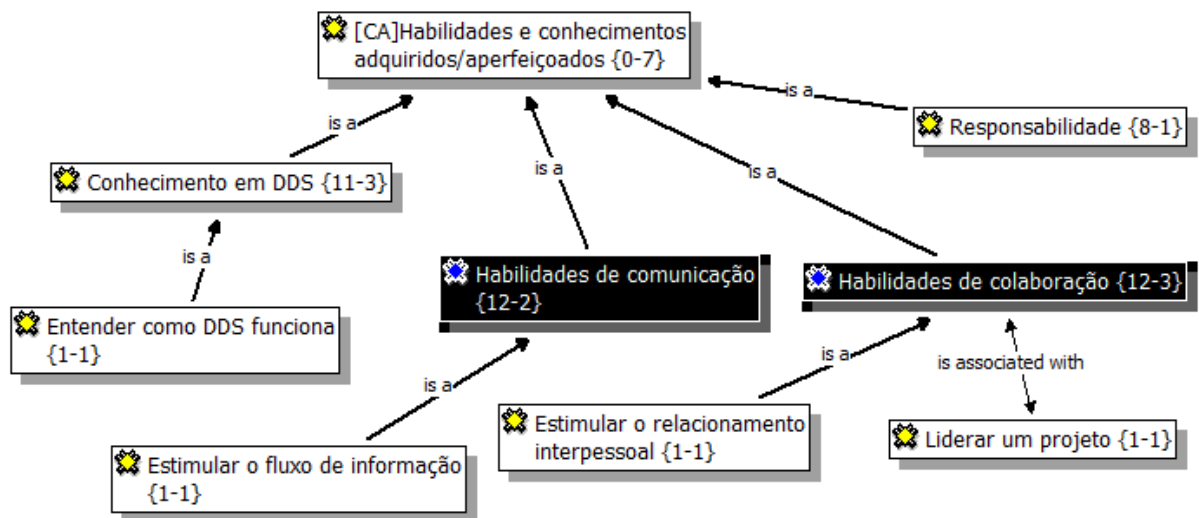 [CA]Habilidades e conhecimentos
adquiridos/aperfeiçoados {0-7}
is a
Responsabilidade {8-1}
is a
Conhecimento em DDS {11-3}
is a
is a
is a
Habilidades de comunicação
{12-2}
Habilidades de colaboração {12-3}
Entender como DDS funciona
{1-1}
is a
is a
is associated with
Estimular o relacionamento
interpessoal {1-1}
Liderar um projeto {1-1}
Estimular o fluxo de informação
{1-1}